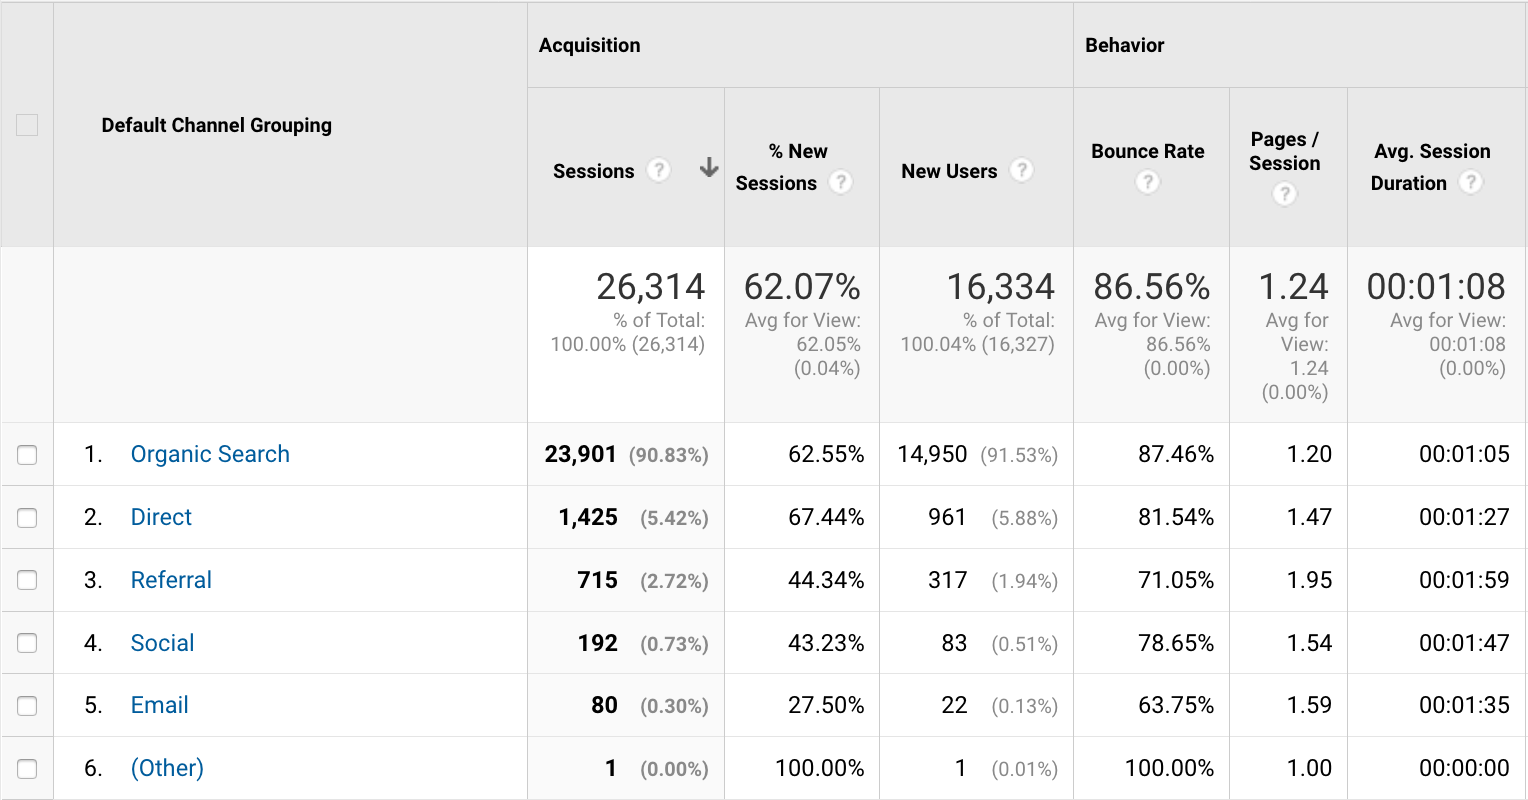 Acquisition Behavior
Default Channel Grouping
Sessions ? % New Sessions ? New Users ? Bounce Rate ? Pages / Session ? Avg. Session Duration ?
26,314 62.07% 16,334 86.56% 1.24 00:01:08
% of Total: 100.00% (26,314) Avg for View: 62.05% (0.04%) % of Total: 100.04% (16,327) Avg for View: 86.56% (0.00%) Avg for View: 1.24 (0.00%) Avg for View: 00:01:08 (0.00%)
1. Organic Search 23,901 (90.83%) 62.55% 14,950 (91.53%) 87.46% 1.20 00:01:05
2. Direct 1,425 (5.42%) 67.44% 961 (5.88%) 81.54% 1.47 00:01:27
3. Referral 715 (2.72%) 44.34% 317 (1.94%) 71.05% 1.95 00:01:59
4. Social 192 (0.73%) 43.23% 83 (0.51%) 78.65% 1.54 00:01:47
5. Email 80 (0.30%) 27.50% 22 (0.13%) 63.75% 1.59 00:01:35
6. (Other) 1 (0.00%) 100.00% 1 (0.01%) 100.00% 1.00 00:00:00